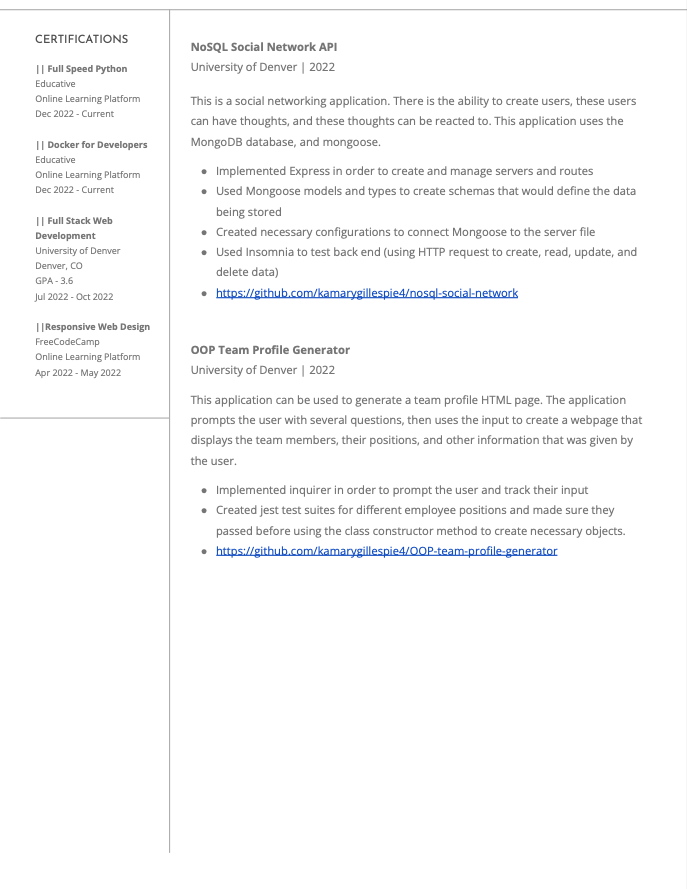 CERTIFICATIONS
|| Full Speed Python
Educative
Online Learning Platform
Dec 2022 - Current
|| Docker for Developers
Educative
Online Learning Platform
Dec 2022 - Current
|| Full Stack Web
Development
University of Denver
Denver, CO
GPA - 3.6
Jul 2022 - Oct 2022
||Responsive Web Design
FreeCodeCamp
Online Learning Platform
Apr 2022 - May 2022
NoSQL Social Network API
University of Denver | 2022
This is a social networking application. There is the ability to create users, these users
can have thoughts, and these thoughts can be reacted to. This application uses the
MongoDB database, and mongoose.
● Implemented Express in order to create and manage servers and routes
● Used Mongoose models and types to create schemas that would define the data
being stored
● Created necessary configurations to connect Mongoose to the server file
● Used Insomnia to test back end (using HTTP request to create, read, update, and
delete data)
● https://github.com/kamarygillespie4/nosql-social-network
OOP Team Profile Generator
University of Denver | 2022
This application can be used to generate a team profile HTML page. The application
prompts the user with several questions, then uses the input to create a webpage that
displays the team members, their positions, and other information that was given by
the user.
● Implemented inquirer in order to prompt the user and track their input
● Created jest test suites for different employee positions and made sure they
passed before using the class constructor method to create necessary objects.
● https://github.com/kamarygillespie4/OOP-team-profile-generator